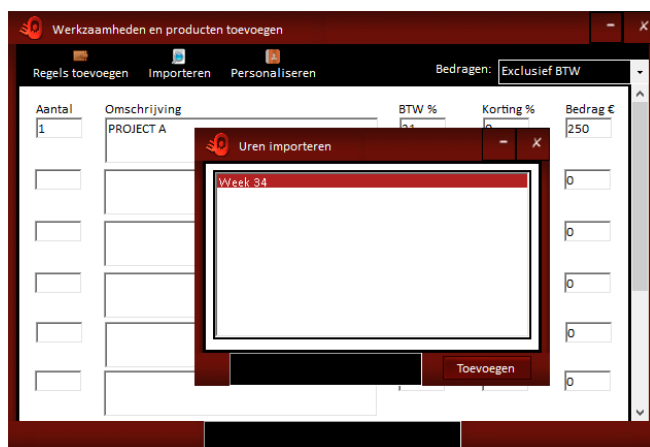 Werkzaamheden en producten toevoegen
Regels toevoegen Importeren Personaliseren Bedragen: Exclusief BTW
Aantal Omschrijving BTW % Korting % Bedrag €
1 PROJECT A 250
Uren importeren
Week 34
0
0
0
0
Toevoegen
0